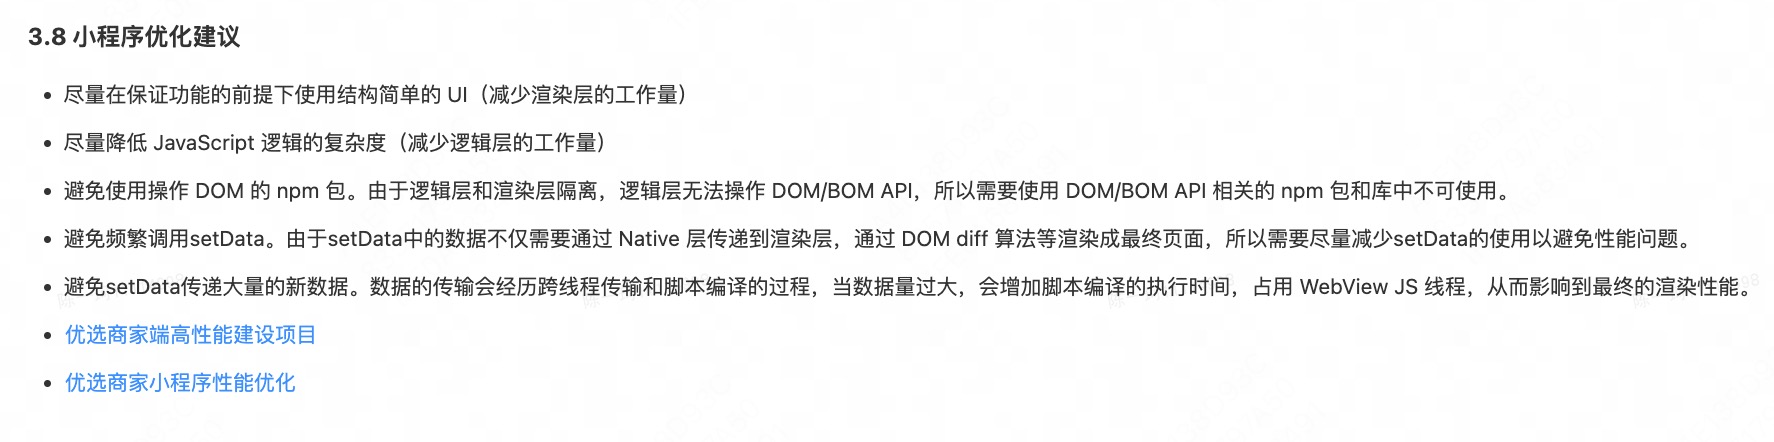 3.8 小程序优化建议
• 尽量在保证功能的前提下使用结构简单的 UI（减少渲染层的工作量）
• 尽量降低 JavaScript 逻辑的复杂度（减少逻辑层的工作量）
• 避免使用操作 DOM 的 npm 包。由于逻辑层和渲染层隔离，逻辑层无法操作 DOM/BOM API，所以需要使用 DOM/BOM API 相关的 npm 包和库中不可使用。
• 避免频繁调用setData。由于setData中的数据不仅需要通过 Native 层传递到渲染层，通过 DOM diff 算法等渲染成最终页面，所以需要尽量减少setData的使用以避免性能问题。
• 避免setData传递大量的新数据。数据的传输会经历跨线程传输和脚本编译的过程，当数据量过大，会增加脚本编译的执行时间，占用 WebView JS 线程，从而影响到最终的渲染性能。
• 优选商家端高性能建设项目
• 优选商家小程序性能优化